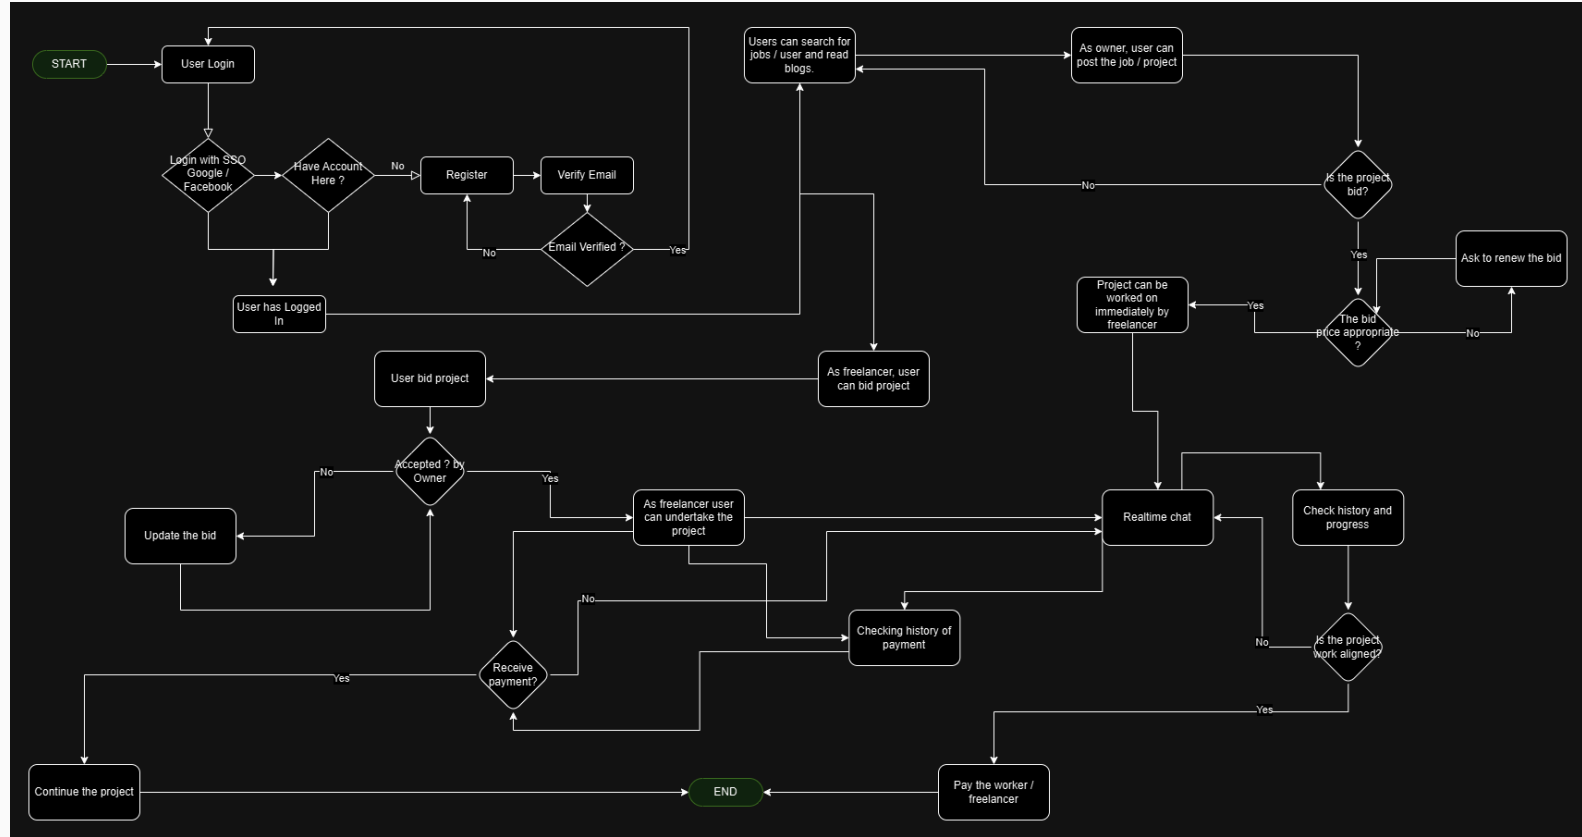 START
User Login
Login with SSO
Google /
Facebook
Have Account
Here ?
No
Register
Verify Email
Email Verified ?
No
Yes
User has Logged
In
Users can search for
jobs / user and read
blogs.
As owner, user can
post the job / project
Is the project
bid?
No
Yes
Ask to renew the bid
The bid
price appropriate
?
No
Yes
Project can be
worked on
immediately by
freelancer
As freelancer, user
can bid project
User bid project
Accepted ? by
Owner
No
Yes
Update the bid
As freelancer user
can undertake the
project
Realtime chat
Check history and
progress
No
Checking history of
payment
Is the project
work aligned?
No
Receive
payment?
Yes
Yes
Continue the project
END
Pay the worker /
freelancer